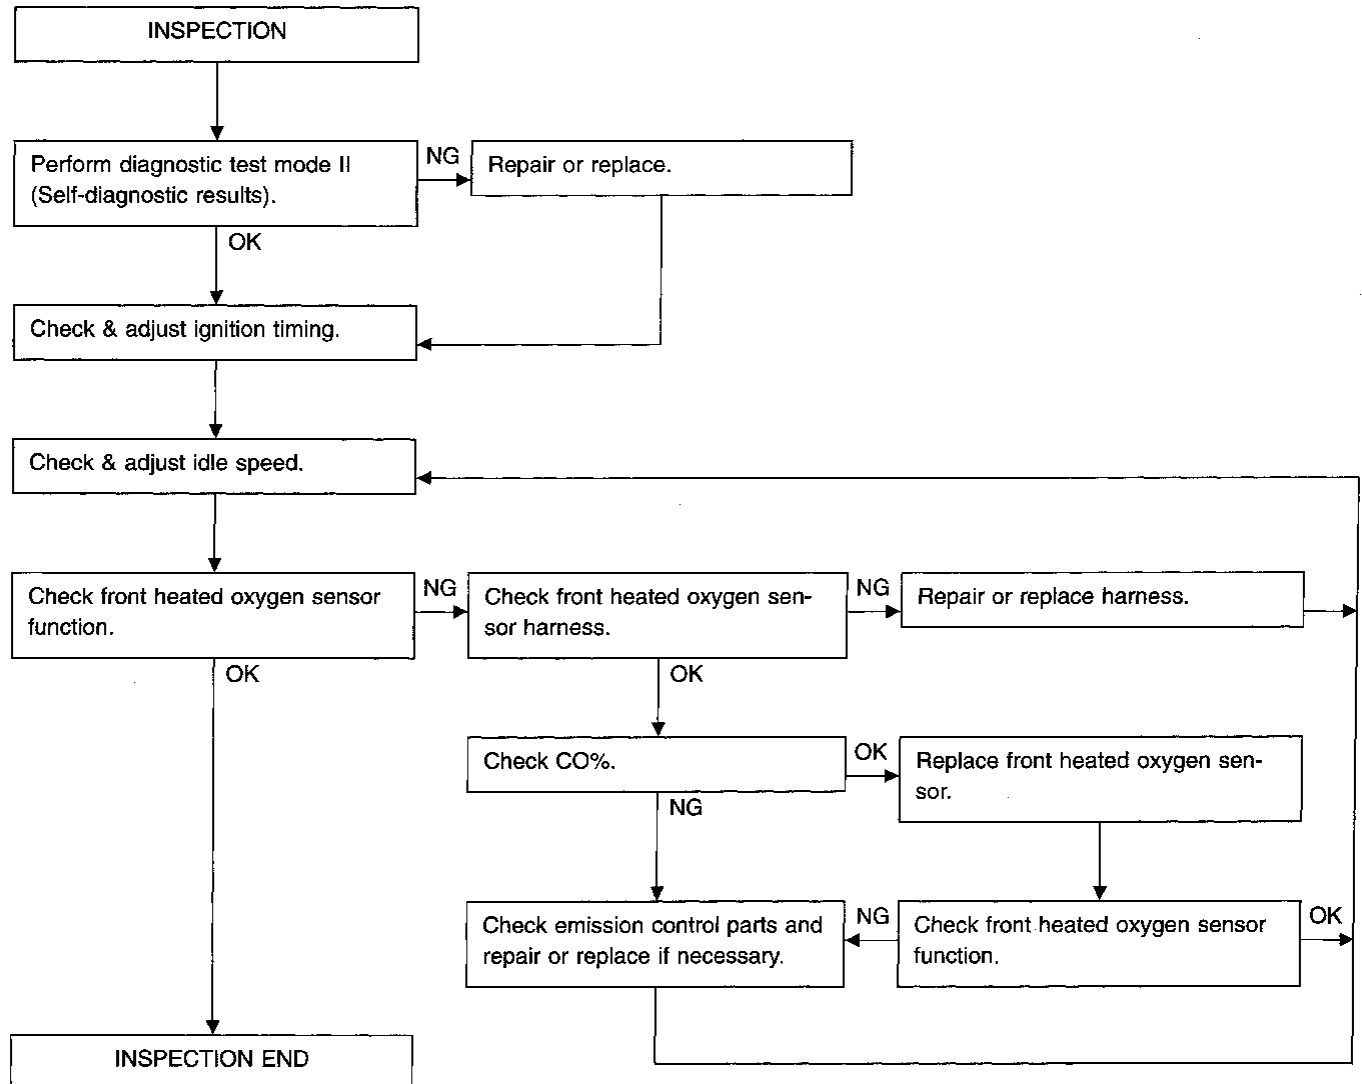 INSPECTION
Perform diagnostic test mode II
(Self-diagnostic results).
NG
Repair or replace.
OK
Check & adjust ignition timing.
Check & adjust idle speed.
Check front heated oxygen sensor
function.
NG
Check front heated oxygen sen-
sor harness.
NG
Repair or replace harness.
OK
OK
Check CO%.
OK
Replace front heated oxygen sen-
sor.
NG
Check emission control parts and
repair or replace if necessary.
NG
Check front heated oxygen sensor
function.
OK
INSPECTION END